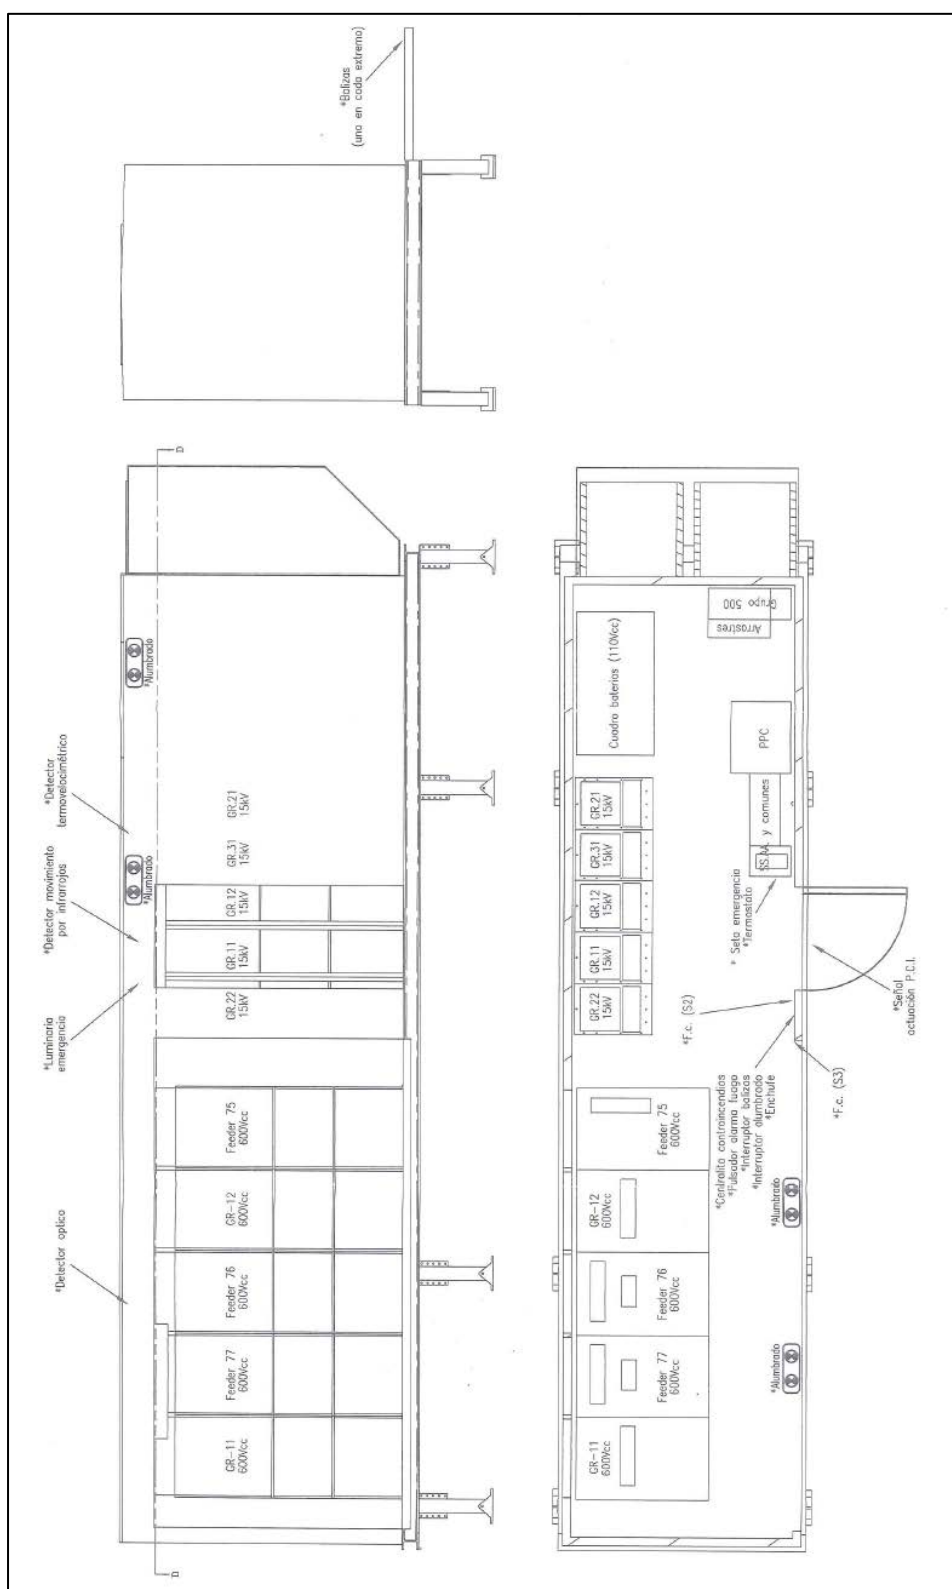 *Detector optico
*Luminaria
emergencia
*Detector movimiento
por infrarrojos
*Detector
termovelocimétrico
*Alumbrado
*Alumbrado
D
D
GR-11
600Vcc
Feeder 77
600Vcc
Feeder 76
600Vcc
GR-12
600Vcc
Feeder 75
600Vcc
GR.22
15kV
GR.11
15kV
GR.12
15kV
GR.31
15kV
GR.21
15kV
*Balizas
(una en cada extremo)
GR-11
600Vcc
Feeder 77
600Vcc
Feeder 76
600Vcc
GR-12
600Vcc
Feeder 75
600Vcc
GR.22
15kV
GR.11
15kV
GR.12
15kV
GR.31
15kV
GR.21
15kV
Cuadro baterias (110Vcc)
*F.c. (S2)
* Seta emergencia
*Termostato
SS.AA. y comunes
PPC
Arrastres
Grupo 500
*Centralita contraincendios
*Pulsador alarma fuego
*Interruptor balizas
*Interruptor alumbrado
*Enchufe
*Alumbrado
*Alumbrado
*F.c. (S3)
*Señal
actuación P.C.I.